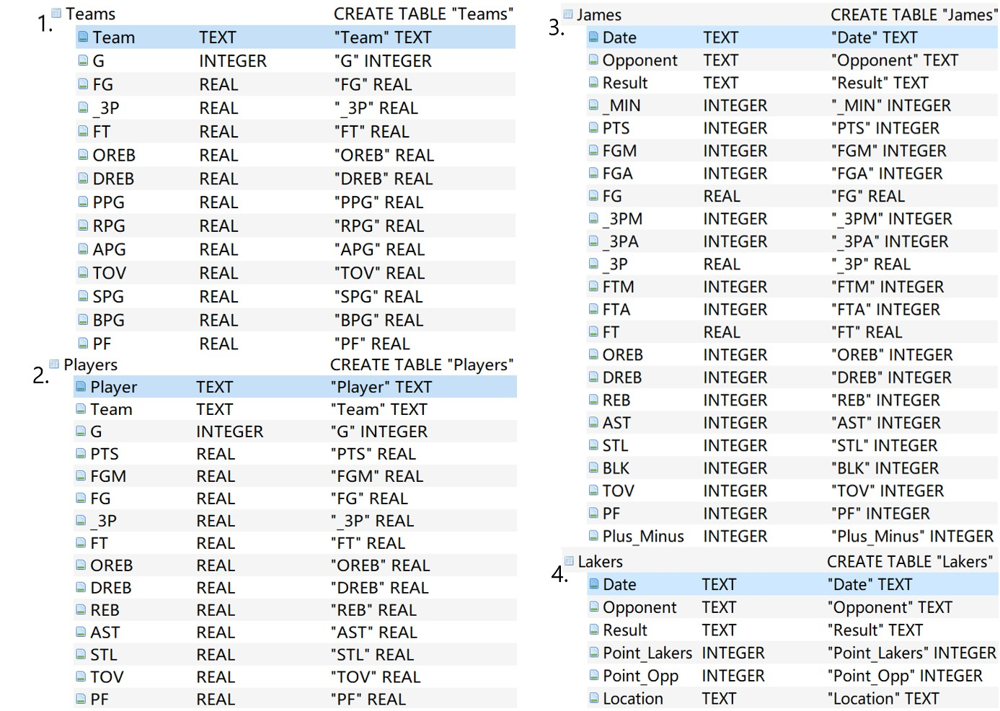 1. Teams CREATE TABLE "Teams"
Team TEXT "Team" TEXT
G INTEGER "G" INTEGER
FG REAL "FG" REAL
_3P REAL "_3P" REAL
FT REAL "FT" REAL
OREB REAL "OREB" REAL
DREB REAL "DREB" REAL
PPG REAL "PPG" REAL
RPG REAL "RPG" REAL
APG REAL "APG" REAL
TOV REAL "TOV" REAL
SPG REAL "SPG" REAL
BPG REAL "BPG" REAL
PF REAL "PF" REAL
2. Players CREATE TABLE "Players"
Player TEXT "Player" TEXT
Team TEXT "Team" TEXT
G INTEGER "G" INTEGER
PTS REAL "PTS" REAL
FGM REAL "FGM" REAL
FG REAL "FG" REAL
_3P REAL "_3P" REAL
FT REAL "FT" REAL
OREB REAL "OREB" REAL
DREB REAL "DREB" REAL
REB REAL "REB" REAL
AST REAL "AST" REAL
STL REAL "STL" REAL
TOV REAL "TOV" REAL
PF REAL "PF" REAL
3. James CREATE TABLE "James"
Date TEXT "Date" TEXT
Opponent TEXT "Opponent" TEXT
Result TEXT "Result" TEXT
_MIN INTEGER "_MIN" INTEGER
PTS INTEGER "PTS" INTEGER
FGM INTEGER "FGM" INTEGER
FGA INTEGER "FGA" INTEGER
FG REAL "FG" REAL
_3PM INTEGER "_3PM" INTEGER
_3PA INTEGER "_3PA" INTEGER
_3P REAL "_3P" REAL
FTM INTEGER "FTM" INTEGER
FTA INTEGER "FTA" INTEGER
FT REAL "FT" REAL
OREB INTEGER "OREB" INTEGER
DREB INTEGER "DREB" INTEGER
REB INTEGER "REB" INTEGER
AST INTEGER "AST" INTEGER
STL INTEGER "STL" INTEGER
BLK INTEGER "BLK" INTEGER
TOV INTEGER "TOV" INTEGER
PF INTEGER "PF" INTEGER
Plus_Minus INTEGER "Plus_Minus" INTEGER
4. Lakers CREATE TABLE "Lakers"
Date TEXT "Date" TEXT
Opponent TEXT "Opponent" TEXT
Result TEXT "Result" TEXT
Point_Lakers INTEGER "Point_Lakers" INTEGER
Point_Opp INTEGER "Point_Opp" INTEGER
Location TEXT "Location" TEXT